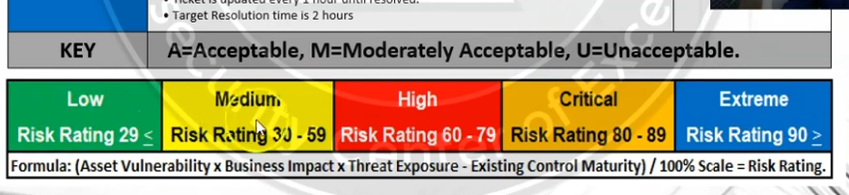 • Ticket is updated every 1 hour until resolved.
• Target Resolution time is 2 hours
KEY A=Acceptable, M=Moderately Acceptable, U=Unacceptable.
Low Medium High Critical Extreme
Risk Rating 29 ≤ Risk Rating 30 - 59 Risk Rating 60 - 79 Risk Rating 80 - 89 Risk Rating 90 ≥
Formula: (Asset Vulnerability x Business Impact x Threat Exposure - Existing Control Maturity) / 100% Scale = Risk Rating.